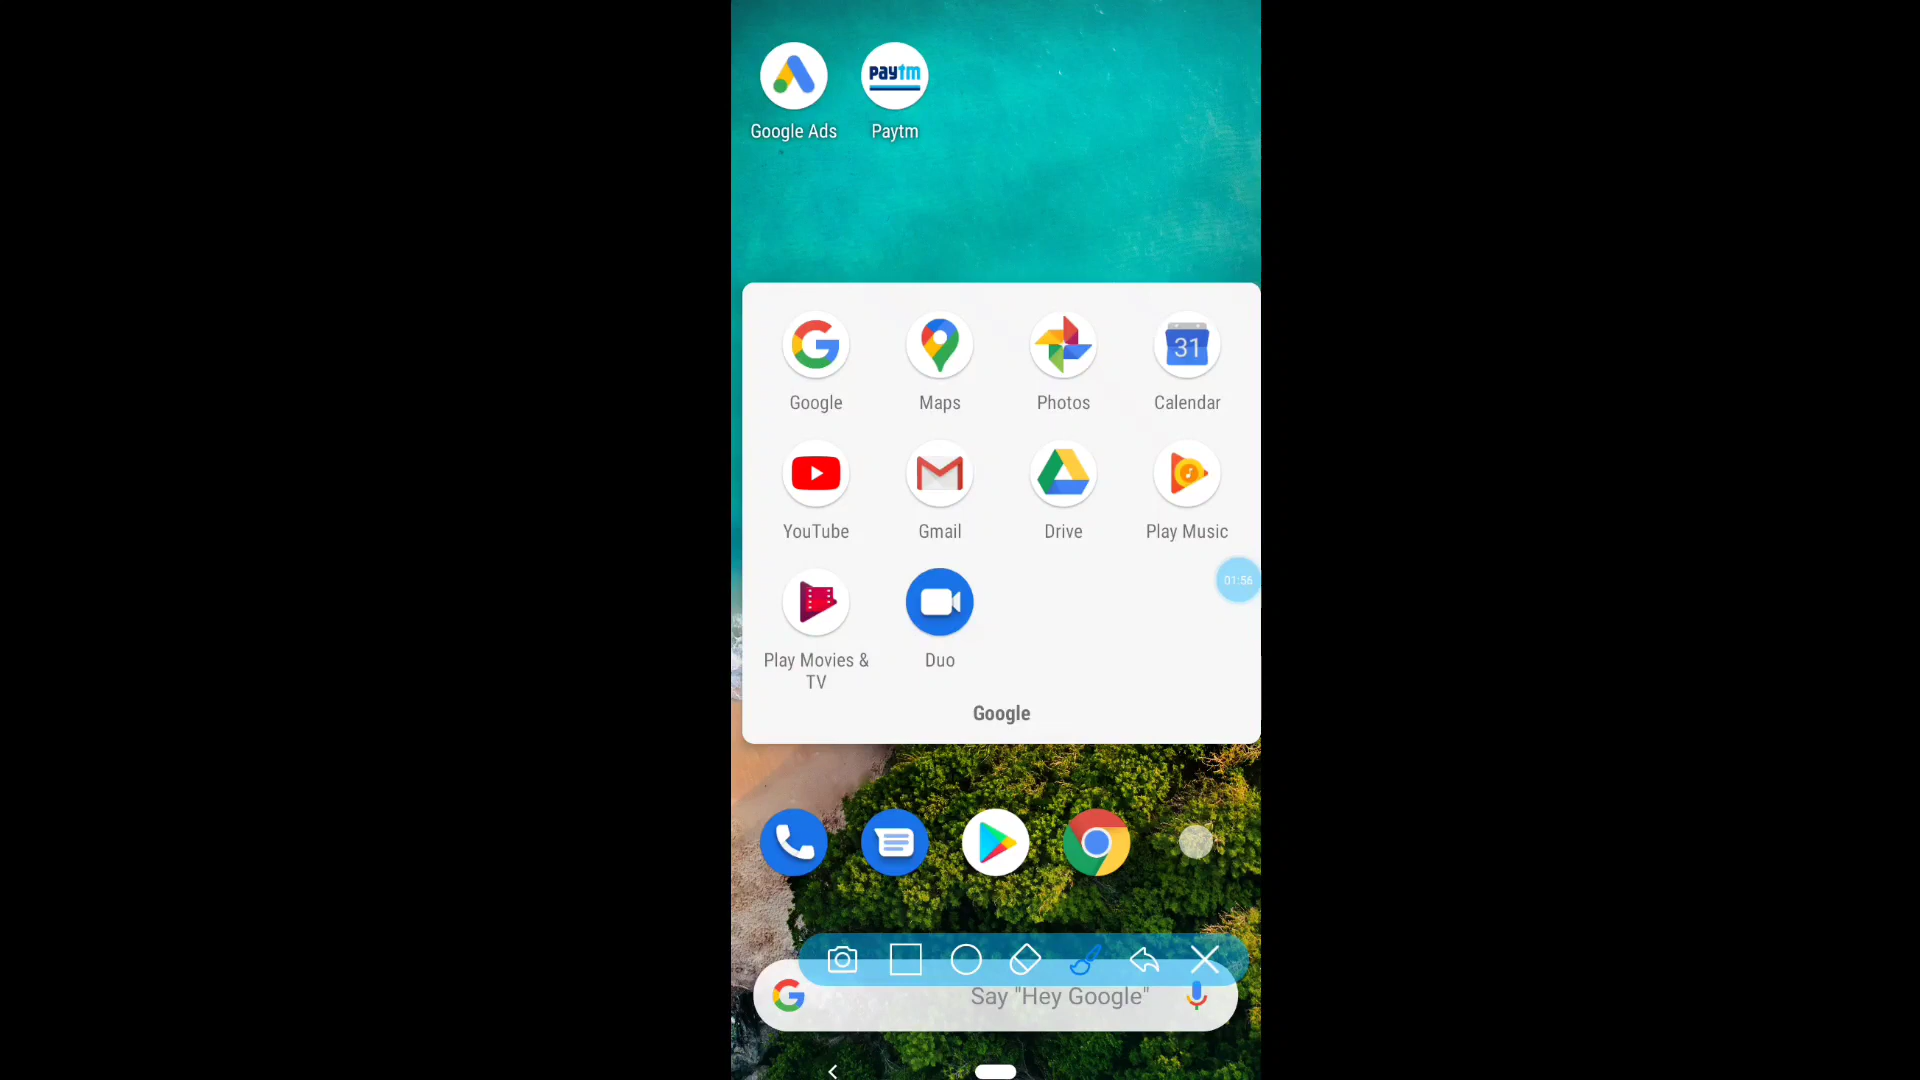 paytm
Google Ads
Paytm
31
Google
Maps
Photos
Calendar
YouTube
Gmail
Drive
Play Music
01:56
Play Movies &
TV
Duo
Google
Say "Hey Google"